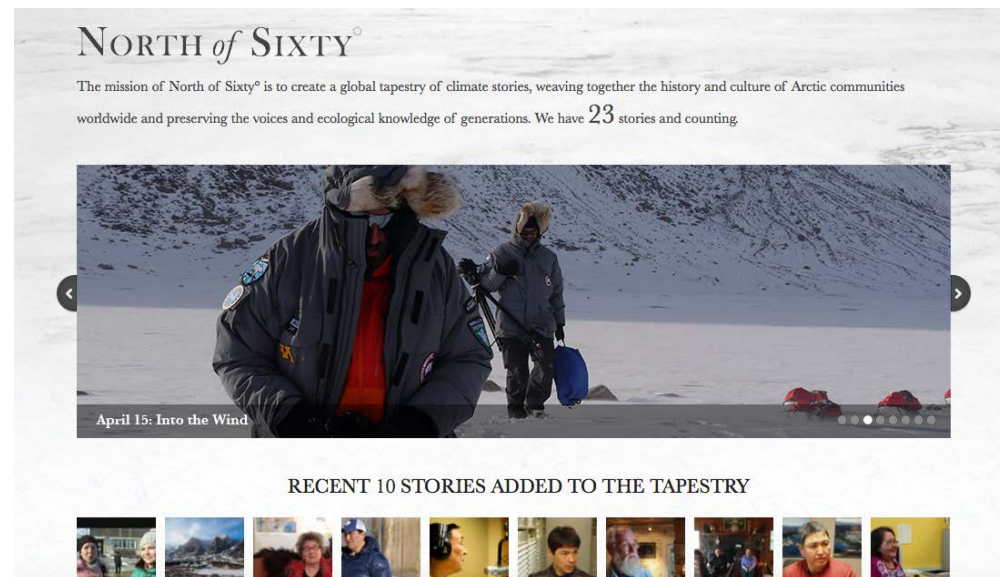 NORTH of SIXTY°
The mission of North of Sixty° is to create a global tapestry of climate stories, weaving together the history and culture of Arctic communities
worldwide and preserving the voices and ecological knowledge of generations. We have 23 stories and counting.
April 15: Into the Wind
RECENT 10 STORIES ADDED TO THE TAPESTRY